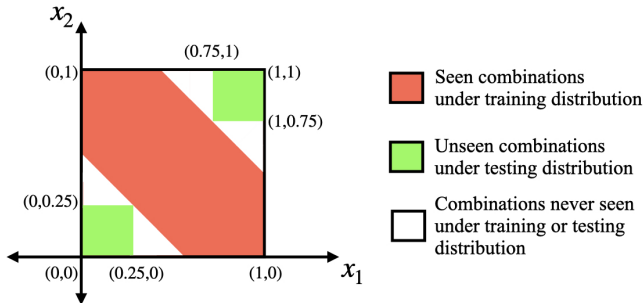 x₂
(0.75,1)
(0,1)
(1,1)
(1,0.75)
(0,0.25)
(0,0)
(0.25,0)
(1,0)
x₁
Seen combinations
under training distribution
Unseen combinations
under testing distribution
Combinations never seen
under training or testing
distribution